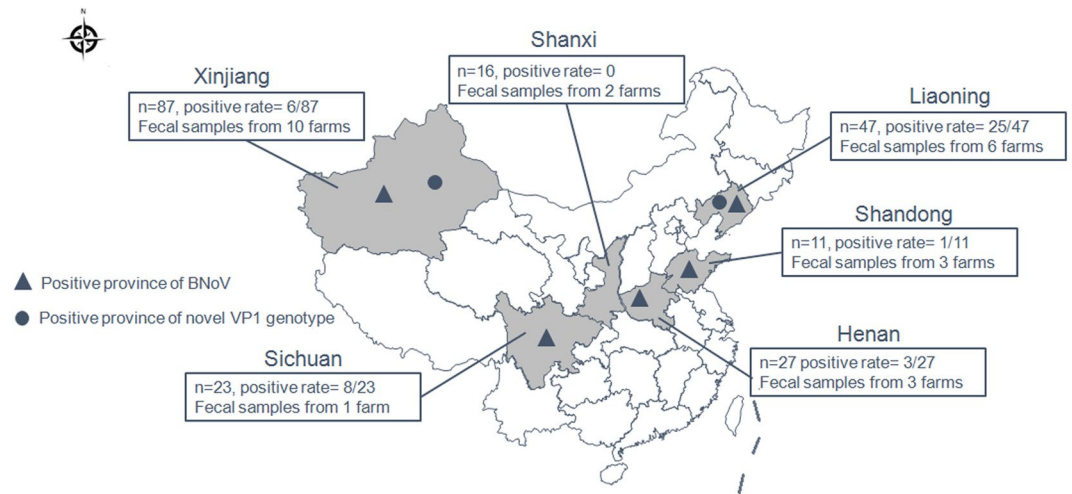 N
Shanxi
n=16, positive rate= 0
Fecal samples from 2 farms
Xinjiang
n=87, positive rate= 6/87
Fecal samples from 10 farms
Liaoning
n=47, positive rate= 25/47
Fecal samples from 6 farms
Shandong
n=11, positive rate= 1/11
Fecal samples from 3 farms
Positive province of BNoV
Positive province of novel VP1 genotype
Henan
n=27 positive rate= 3/27
Fecal samples from 3 farms
Sichuan
n=23, positive rate= 8/23
Fecal samples from 1 farm